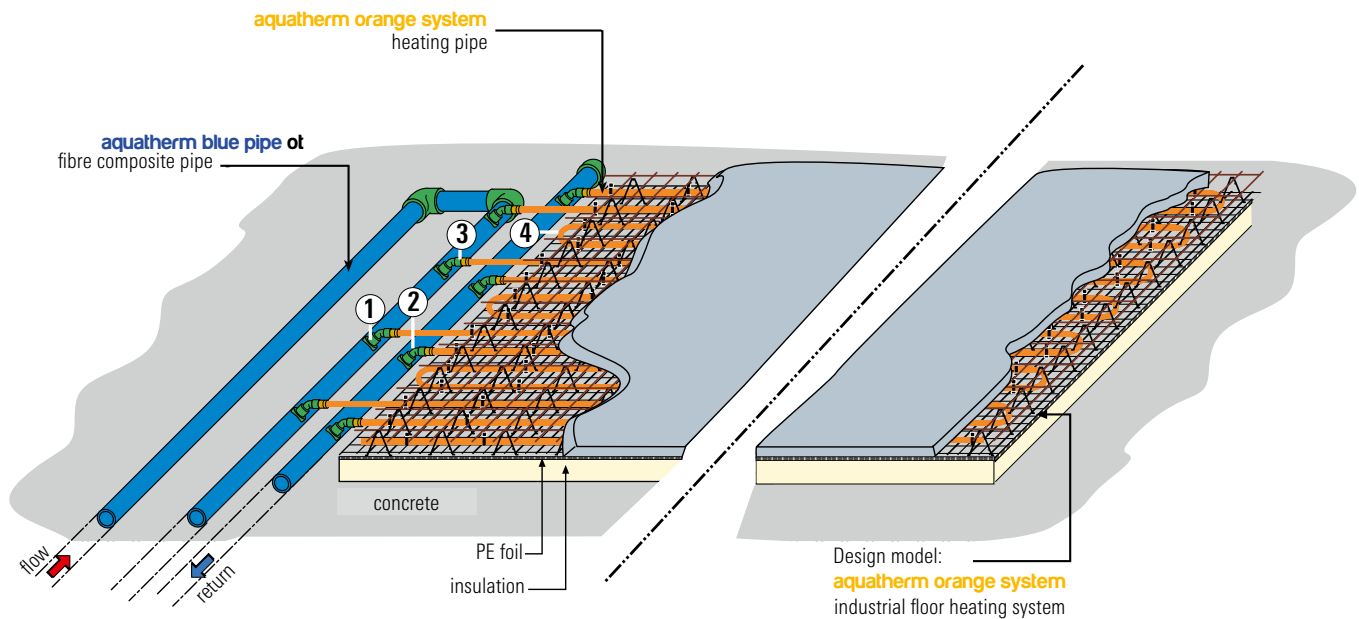 aquatherm orange system
heating pipe
aquatherm blue pipe ot
fibre composite pipe
3
4
1
2
concrete
PE foil
insulation
flow
return
Design model:
aquatherm orange system
industrial floor heating system